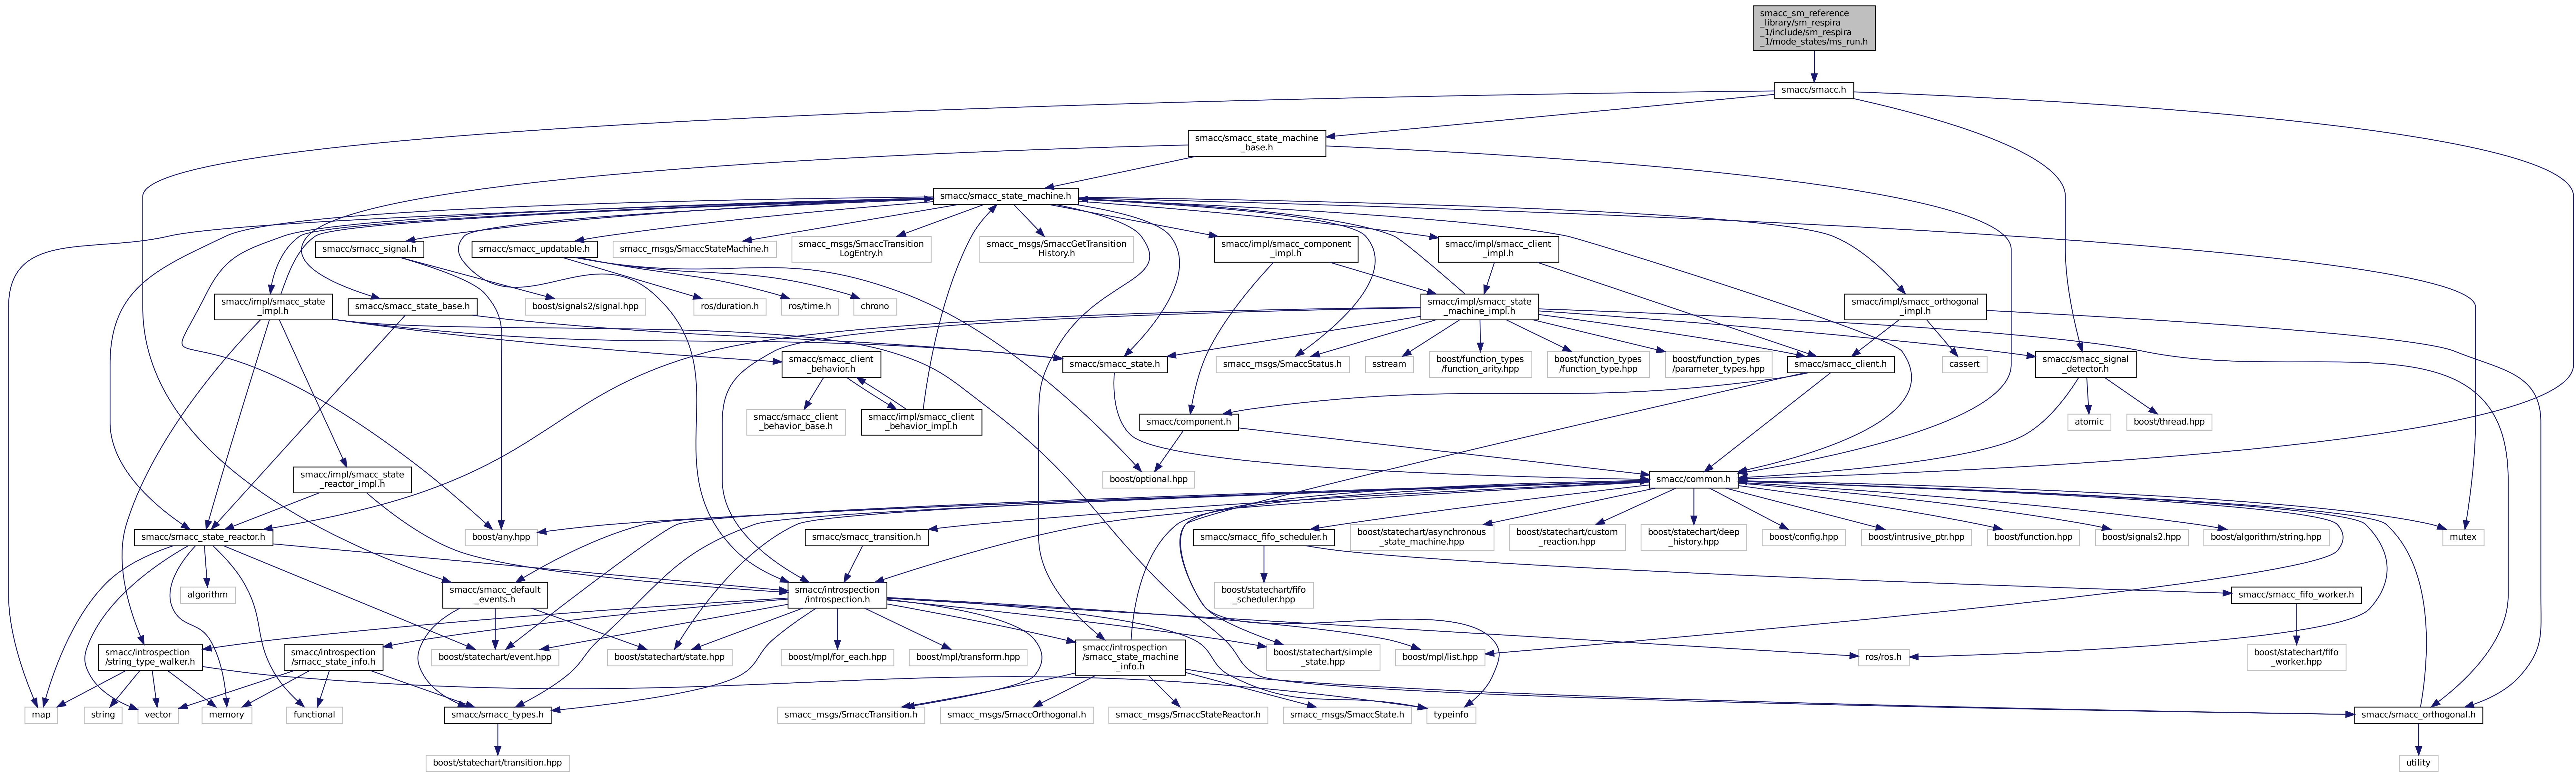 smacc_sm_reference
_library/sm_respira
_1/include/sm_respira
_1/mode_states/ms_run.h
smacc/smacc.h
smacc/smacc_state_machine
_base.h
smacc/smacc_state_machine.h
smacc/smacc_signal.h
smacc/smacc_updatable.h
smacc_msgs/SmaccStateMachine.h
smacc_msgs/SmaccTransition
LogEntry.h
smacc_msgs/SmaccGetTransition
History.h
smacc/impl/smacc_component
_impl.h
smacc/impl/smacc_client
_impl.h
smacc/impl/smacc_state
_impl.h
smacc/smacc_state_base.h
boost/signals2/signal.hpp
ros/duration.h
ros/time.h
chrono
smacc/impl/smacc_state
_machine_impl.h
smacc/impl/smacc_orthogonal
_impl.h
smacc/smacc_client
_behavior.h
smacc/smacc_state.h
smacc_msgs/SmaccStatus.h
sstream
boost/function_types
/function_arity.hpp
boost/function_types
/function_type.hpp
boost/function_types
/parameter_types.hpp
smacc/smacc_client.h
cassert
smacc/smacc_signal
_detector.h
smacc/smacc_client
_behavior_base.h
smacc/impl/smacc_client
_behavior_impl.h
smacc/component.h
atomic
boost/thread.hpp
smacc/impl/smacc_state
_reactor_impl.h
boost/optional.hpp
smacc/common.h
smacc/smacc_state_reactor.h
boost/any.hpp
smacc/smacc_transition.h
smacc/smacc_fifo_scheduler.h
boost/statechart/asynchronous
_state_machine.hpp
boost/statechart/custom
_reaction.hpp
boost/statechart/deep
_history.hpp
boost/config.hpp
boost/intrusive_ptr.hpp
boost/function.hpp
boost/signals2.hpp
boost/algorithm/string.hpp
mutex
algorithm
smacc/smacc_default
_events.h
smacc/introspection
/introspection.h
boost/statechart/fifo
_scheduler.hpp
smacc/smacc_fifo_worker.h
smacc/introspection
/string_type_walker.h
smacc/introspection
/smacc_state_info.h
boost/statechart/event.hpp
boost/statechart/state.hpp
boost/mpl/for_each.hpp
boost/mpl/transform.hpp
smacc/introspection
/smacc_state_machine
_info.h
boost/statechart/simple
_state.hpp
boost/mpl/list.hpp
ros/ros.h
boost/statechart/fifo
_worker.hpp
map
string
vector
memory
functional
smacc/smacc_types.h
smacc_msgs/SmaccTransition.h
smacc_msgs/SmaccOrthogonal.h
smacc_msgs/SmaccStateReactor.h
smacc_msgs/SmaccState.h
typeinfo
smacc/smacc_orthogonal.h
boost/statechart/transition.hpp
utility